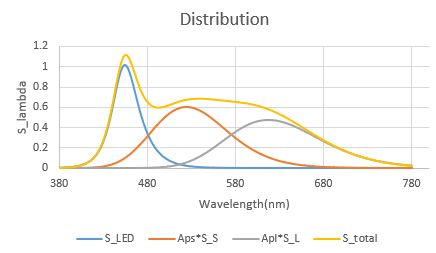 Distribution
1.2
1
0.8
0.6
0.4
0.2
0
380 480 580 680 780
S_lambda
Wavelength(nm)
S_LED Aps*S_S Apl*S_L S_total